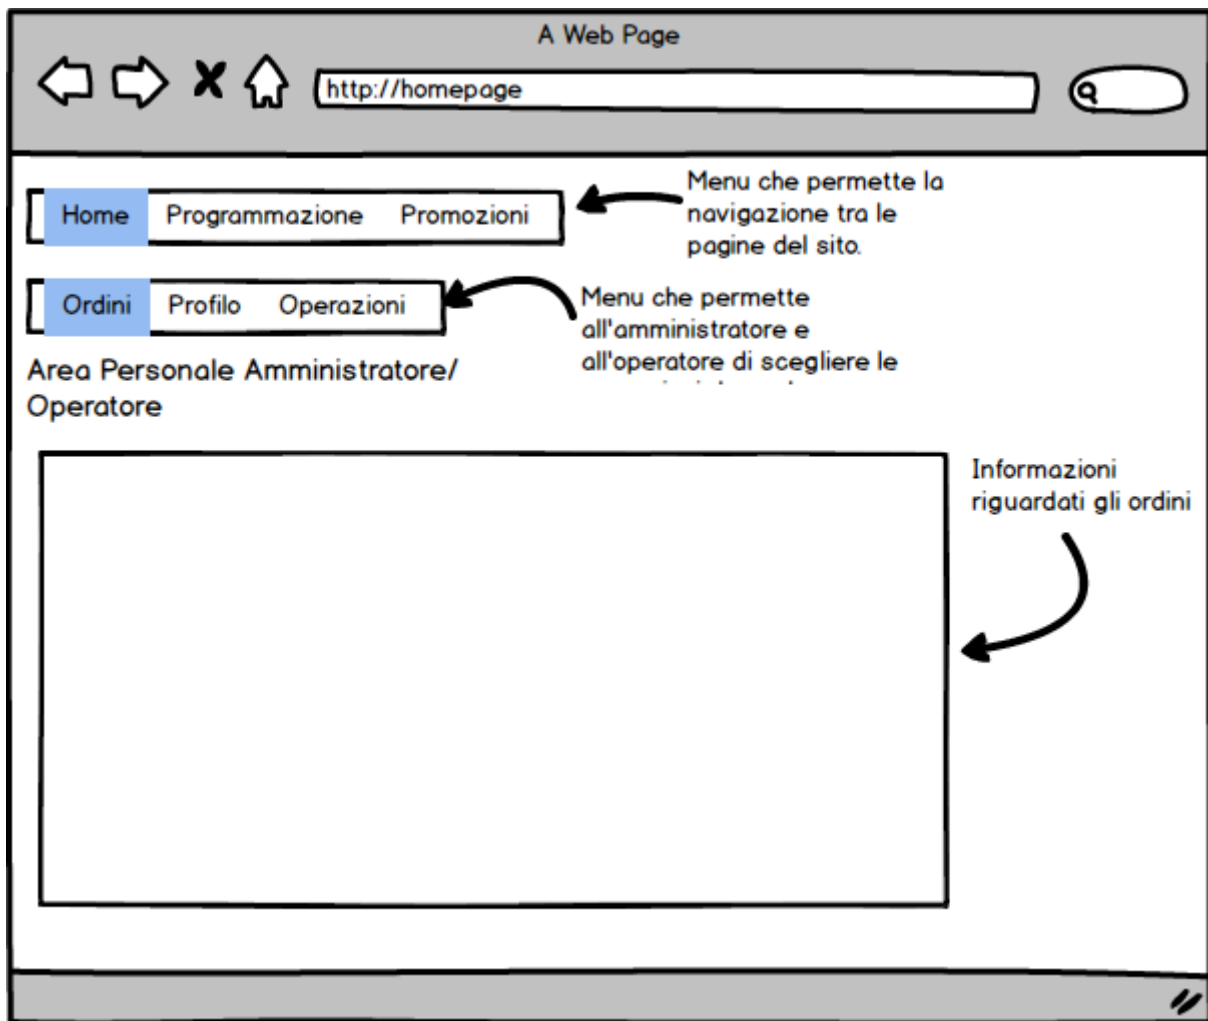 A Web Page
http://homepage
Home Programmazione Promozioni
Menu che permette la
navigazione tra le
pagine del sito.
Ordini Profilo Operazioni
Menu che permette
all'amministratore e
all'operatore di scegliere le
Area Personale Amministratore/
Operatore
Informazioni
riguardati gli ordini